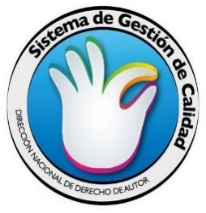 Sistema de Gestión de Calidad
DIRECCIÓN NACIONAL DE DERECHO DE AUTOR